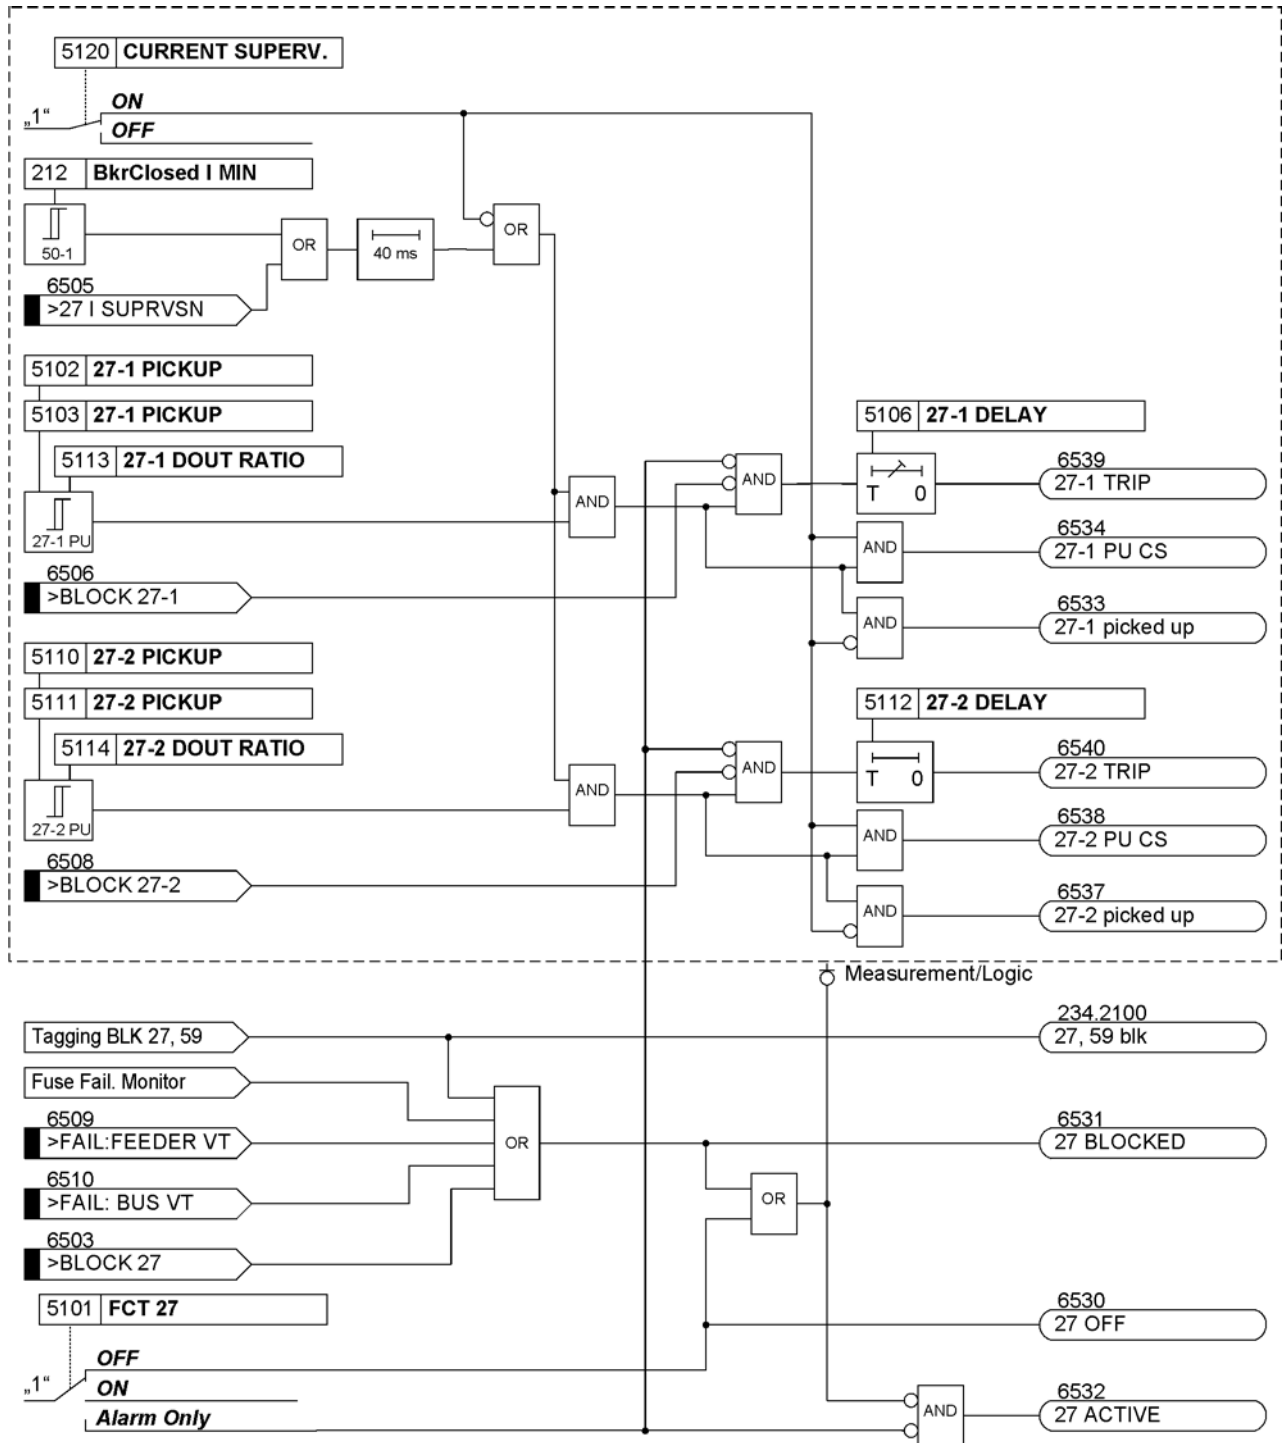 5120 CURRENT SUPERV.
„1“
ON
OFF
212 BkrClosed I MIN
50-1
OR
40 ms
OR
6505
>27 I SUPRVSN
5102 27-1 PICKUP
5103 27-1 PICKUP
5113 27-1 DOUT RATIO
27-1 PU
AND
AND
5106 27-1 DELAY
T 0
6539
27-1 TRIP
AND
6534
27-1 PU CS
6506
>BLOCK 27-1
AND
6533
27-1 picked up
5110 27-2 PICKUP
5111 27-2 PICKUP
5114 27-2 DOUT RATIO
27-2 PU
AND
AND
5112 27-2 DELAY
T 0
6540
27-2 TRIP
AND
6538
27-2 PU CS
6508
>BLOCK 27-2
AND
6537
27-2 picked up
Measurement/Logic
Tagging BLK 27, 59
234.2100
27, 59 blk
Fuse Fail. Monitor
6509
>FAIL:FEEDER VT
OR
6531
27 BLOCKED
6510
>FAIL: BUS VT
OR
6503
>BLOCK 27
5101 FCT 27
6530
27 OFF
„1“
OFF
ON
Alarm Only
AND
6532
27 ACTIVE